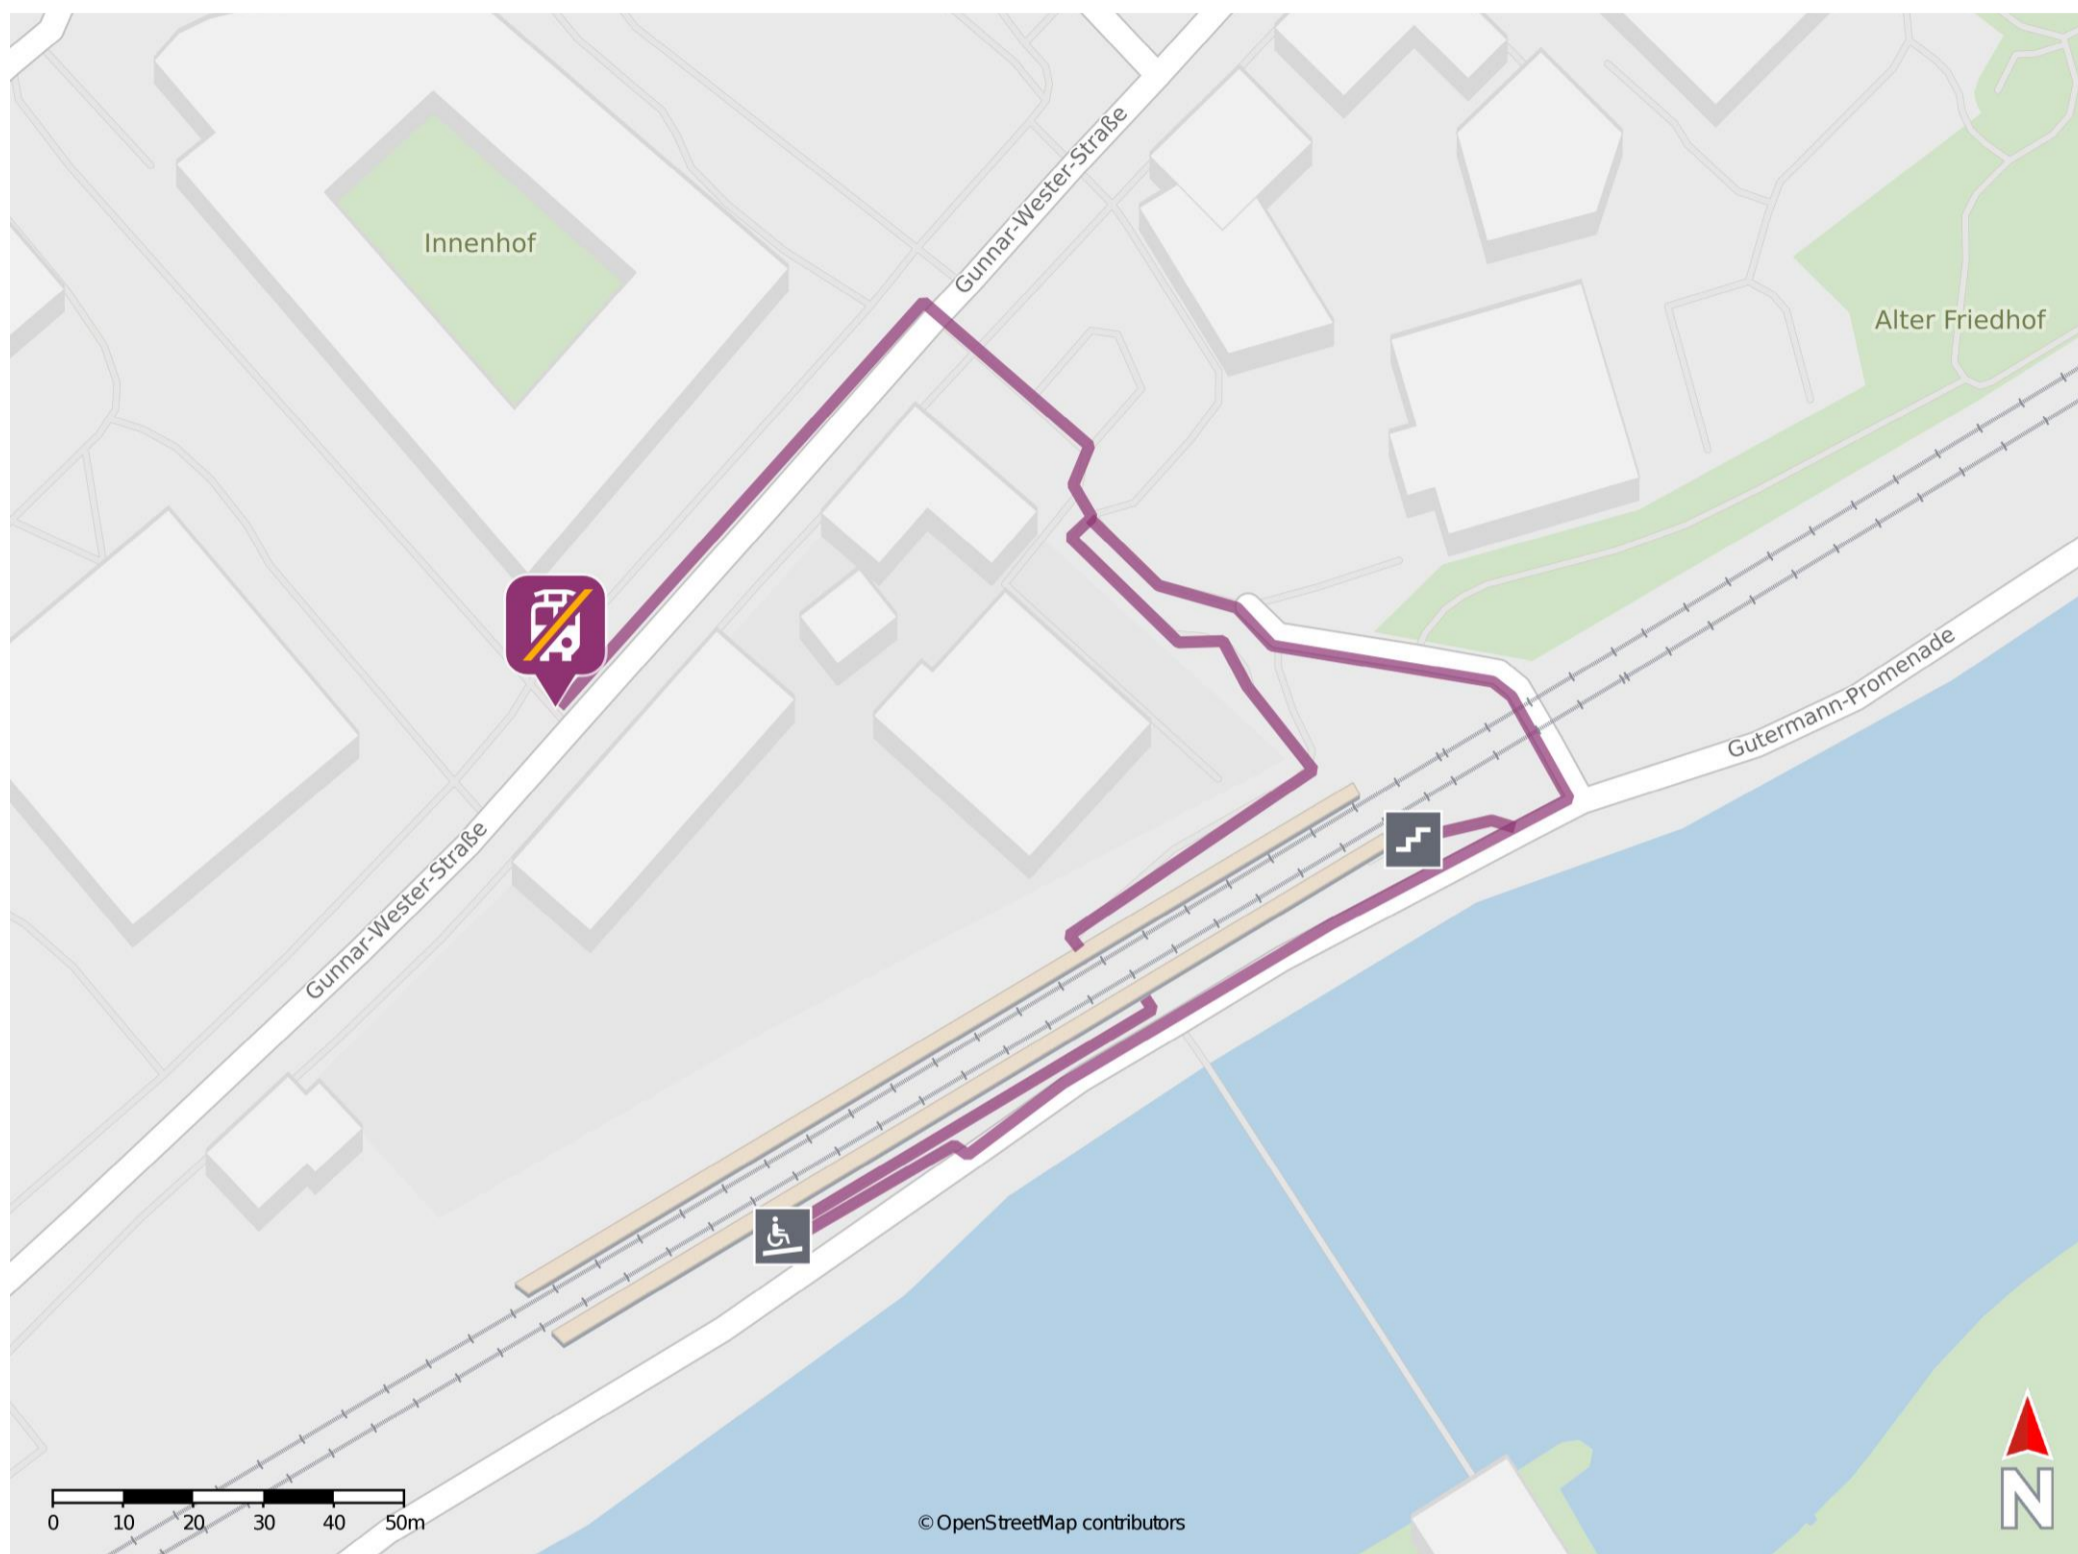 Gunnar-Wester-Straße
Innenhof
Alter Friedhof
Gutermann-Promenade
Gunnar-Wester-Straße
0 10 20 30 40 50m
© OpenStreetMap contributors
N